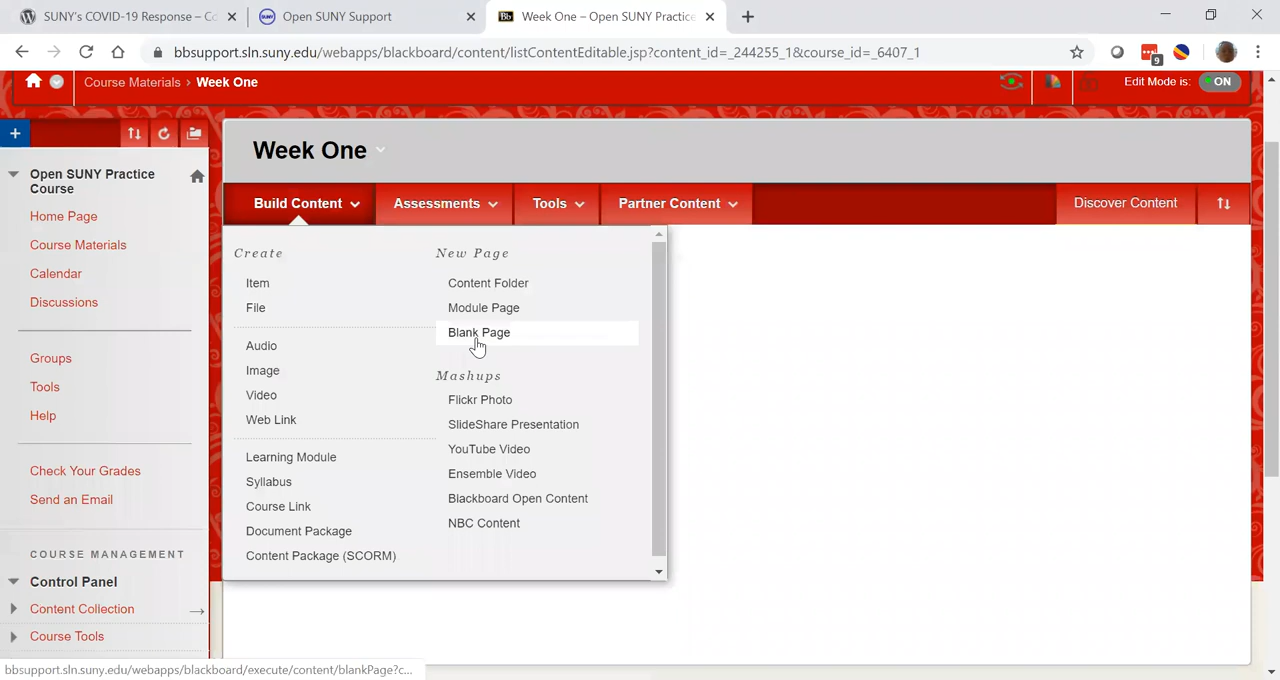 SUNY's COVID-19 Response – Co
Open SUNY Support
Bb
Week One – Open SUNY Practice
bbsupport.sln.suny.edu/webapps/blackboard/content/listContentEditable.jsp?content_id=_244255_1&course_id=_6407_1
9
Course Materials › Week One
Edit Mode is:
ON
Open SUNY Practice
Course
Home Page
Course Materials
Calendar
Discussions
Groups
Tools
Help
Check Your Grades
Send an Email
COURSE MANAGEMENT
Control Panel
Content Collection
Course Tools
Week One
Build Content
Assessments
Tools
Partner Content
Discover Content
Create
Item
File
Audio
Image
Video
Web Link
Learning Module
Syllabus
Course Link
Document Package
Content Package (SCORM)
New Page
Content Folder
Module Page
Blank Page
Mashups
Flickr Photo
SlideShare Presentation
YouTube Video
Ensemble Video
Blackboard Open Content
NBC Content
bbsupport.sln.suny.edu/webapps/blackboard/execute/content/blankPage?c...